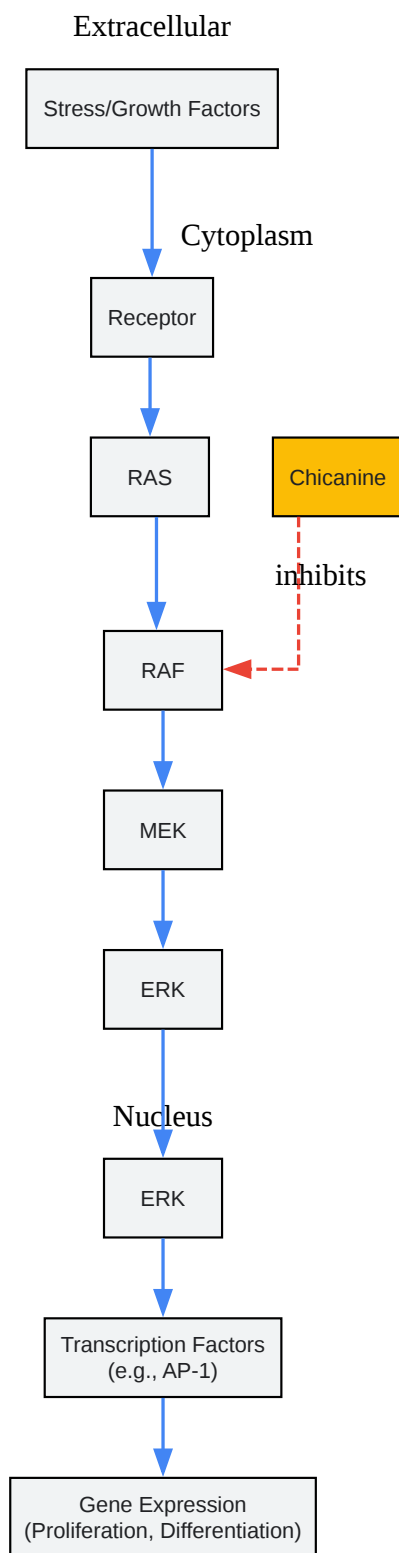 Extracellular
Stress/Growth Factors
Cytoplasm
Receptor
RAS
Chicanine
inhibits
RAF
MEK
ERK
Nucleus
ERK
Transcription Factors
(e.g., AP-1)
Gene Expression
(Proliferation, Differentiation)